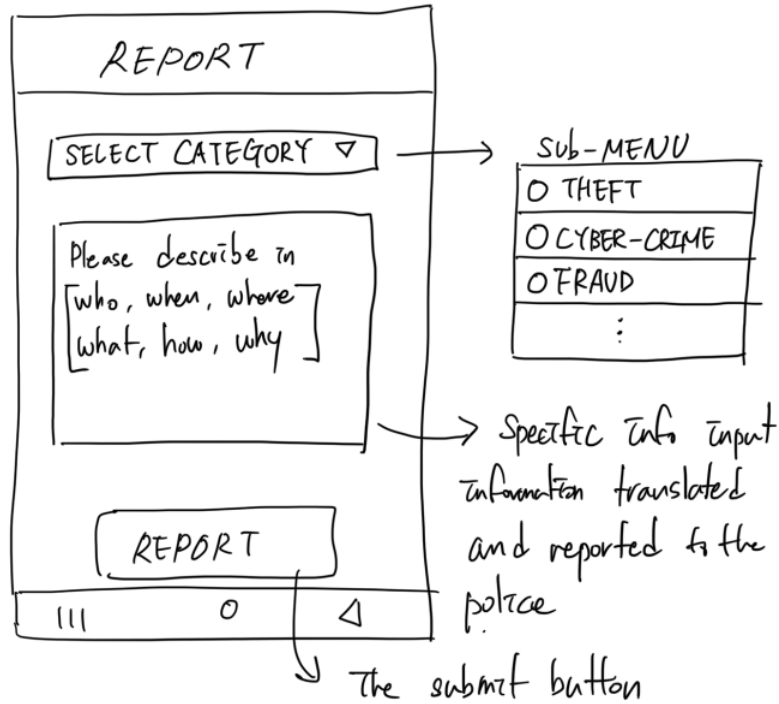 REPORT
SELECT CATEGORY
Please describe in
[who, when, where
what, how, why]
REPORT
Sub-MENU
THEFT
CYBER-CRIME
FRAUD
Specific info input
information translated
and reported to the
police
The submit button